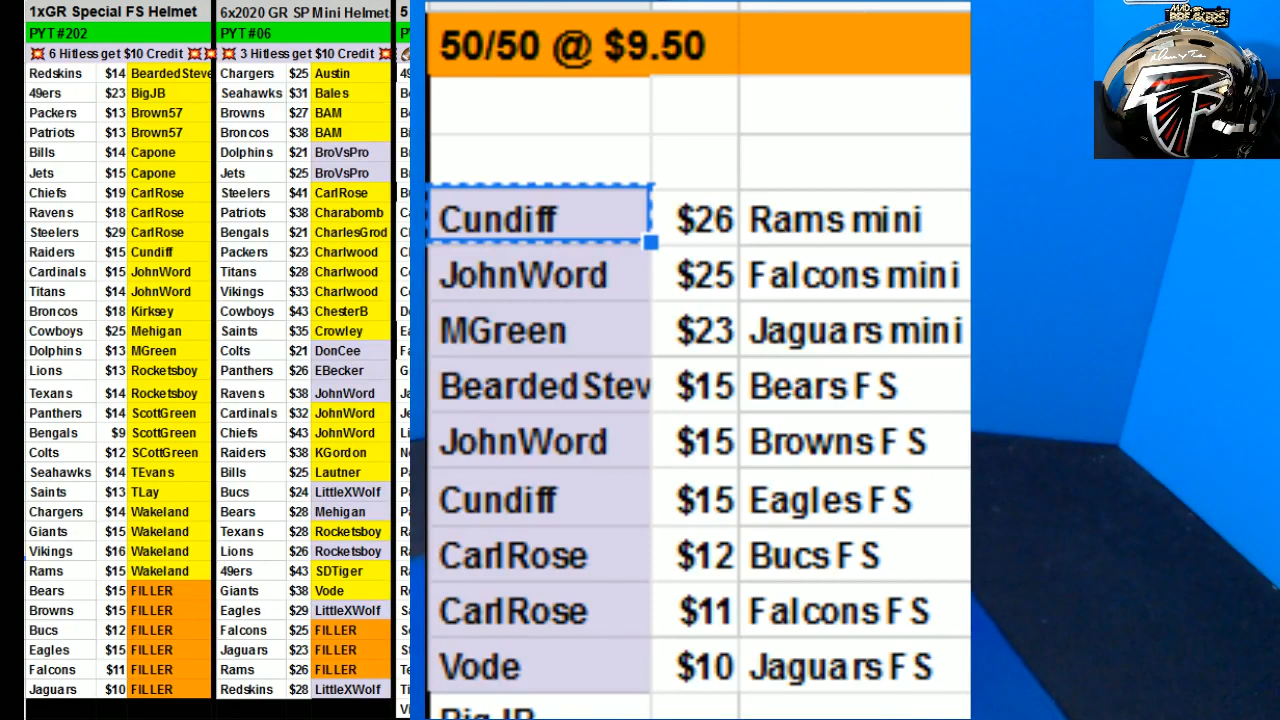 1xGR Special FS Helmet
PYT #202
💥 6 Hitless get $10 Credit 💥💥
Redskins $14 BeardedSteve
49ers $23 BigJB
Packers $13 Brown57
Patriots $13 Brown57
Bills $14 Capone
Jets $15 Capone
Chiefs $19 CarlRose
Ravens $18 CarlRose
Steelers $29 CarlRose
Raiders $15 Cundiff
Cardinals $15 JohnWord
Titans $14 JohnWord
Broncos $18 Kirksey
Cowboys $25 Mehigan
Dolphins $13 MGreen
Lions $13 Rocketsboy
Texans $14 Rocketsboy
Panthers $14 ScottGreen
Bengals $9 ScottGreen
Colts $12 SCottGreen
Seahawks $14 TEvans
Saints $13 TLay
Chargers $14 Wakeland
Giants $15 Wakeland
Vikings $16 Wakeland
Rams $15 Wakeland
Bears $15 FILLER
Browns $15 FILLER
Bucs $12 FILLER
Eagles $15 FILLER
Falcons $11 FILLER
Jaguars $10 FILLER
6x2020 GR SP Mini Helmet
PYT #06
💥 3 Hitless get $10 Credit 💥
Chargers $25 Austin
Seahawks $31 Bales
Browns $27 BAM
Broncos $38 BAM
Dolphins $21 BroVsPro
Jets $25 BroVsPro
Steelers $41 CarlRose
Patriots $38 Charabomb
Bengals $21 CharlesGrod
Packers $23 Charlwood
Titans $28 Charlwood
Vikings $33 Charlwood
Cowboys $43 ChesterB
Saints $35 Crowley
Colts $21 DonCee
Panthers $26 EBecker
Ravens $38 JohnWord
Cardinals $32 JohnWord
Chiefs $43 JohnWord
Raiders $38 KGordon
Bills $25 Lautner
Bucs $24 LittleXWolf
Bears $28 Mehigan
Texans $28 Rocketsboy
Lions $26 Rocketsboy
49ers $43 SDTiger
Giants $38 Vode
Eagles $29 LittleXWolf
Falcons $25 FILLER
Jaguars $23 FILLER
Rams $26 FILLER
Redskins $28 LittleXWolf
50/50 @ $9.50
Cundiff $26 Rams mini
JohnWord $25 Falcons mini
MGreen $23 Jaguars mini
BeardedStev $15 Bears FS
JohnWord $15 Browns FS
Cundiff $15 Eagles FS
CarlRose $12 Bucs FS
CarlRose $11 Falcons FS
Vode $10 Jaguars FS
BigJB
MAD BREAKERS